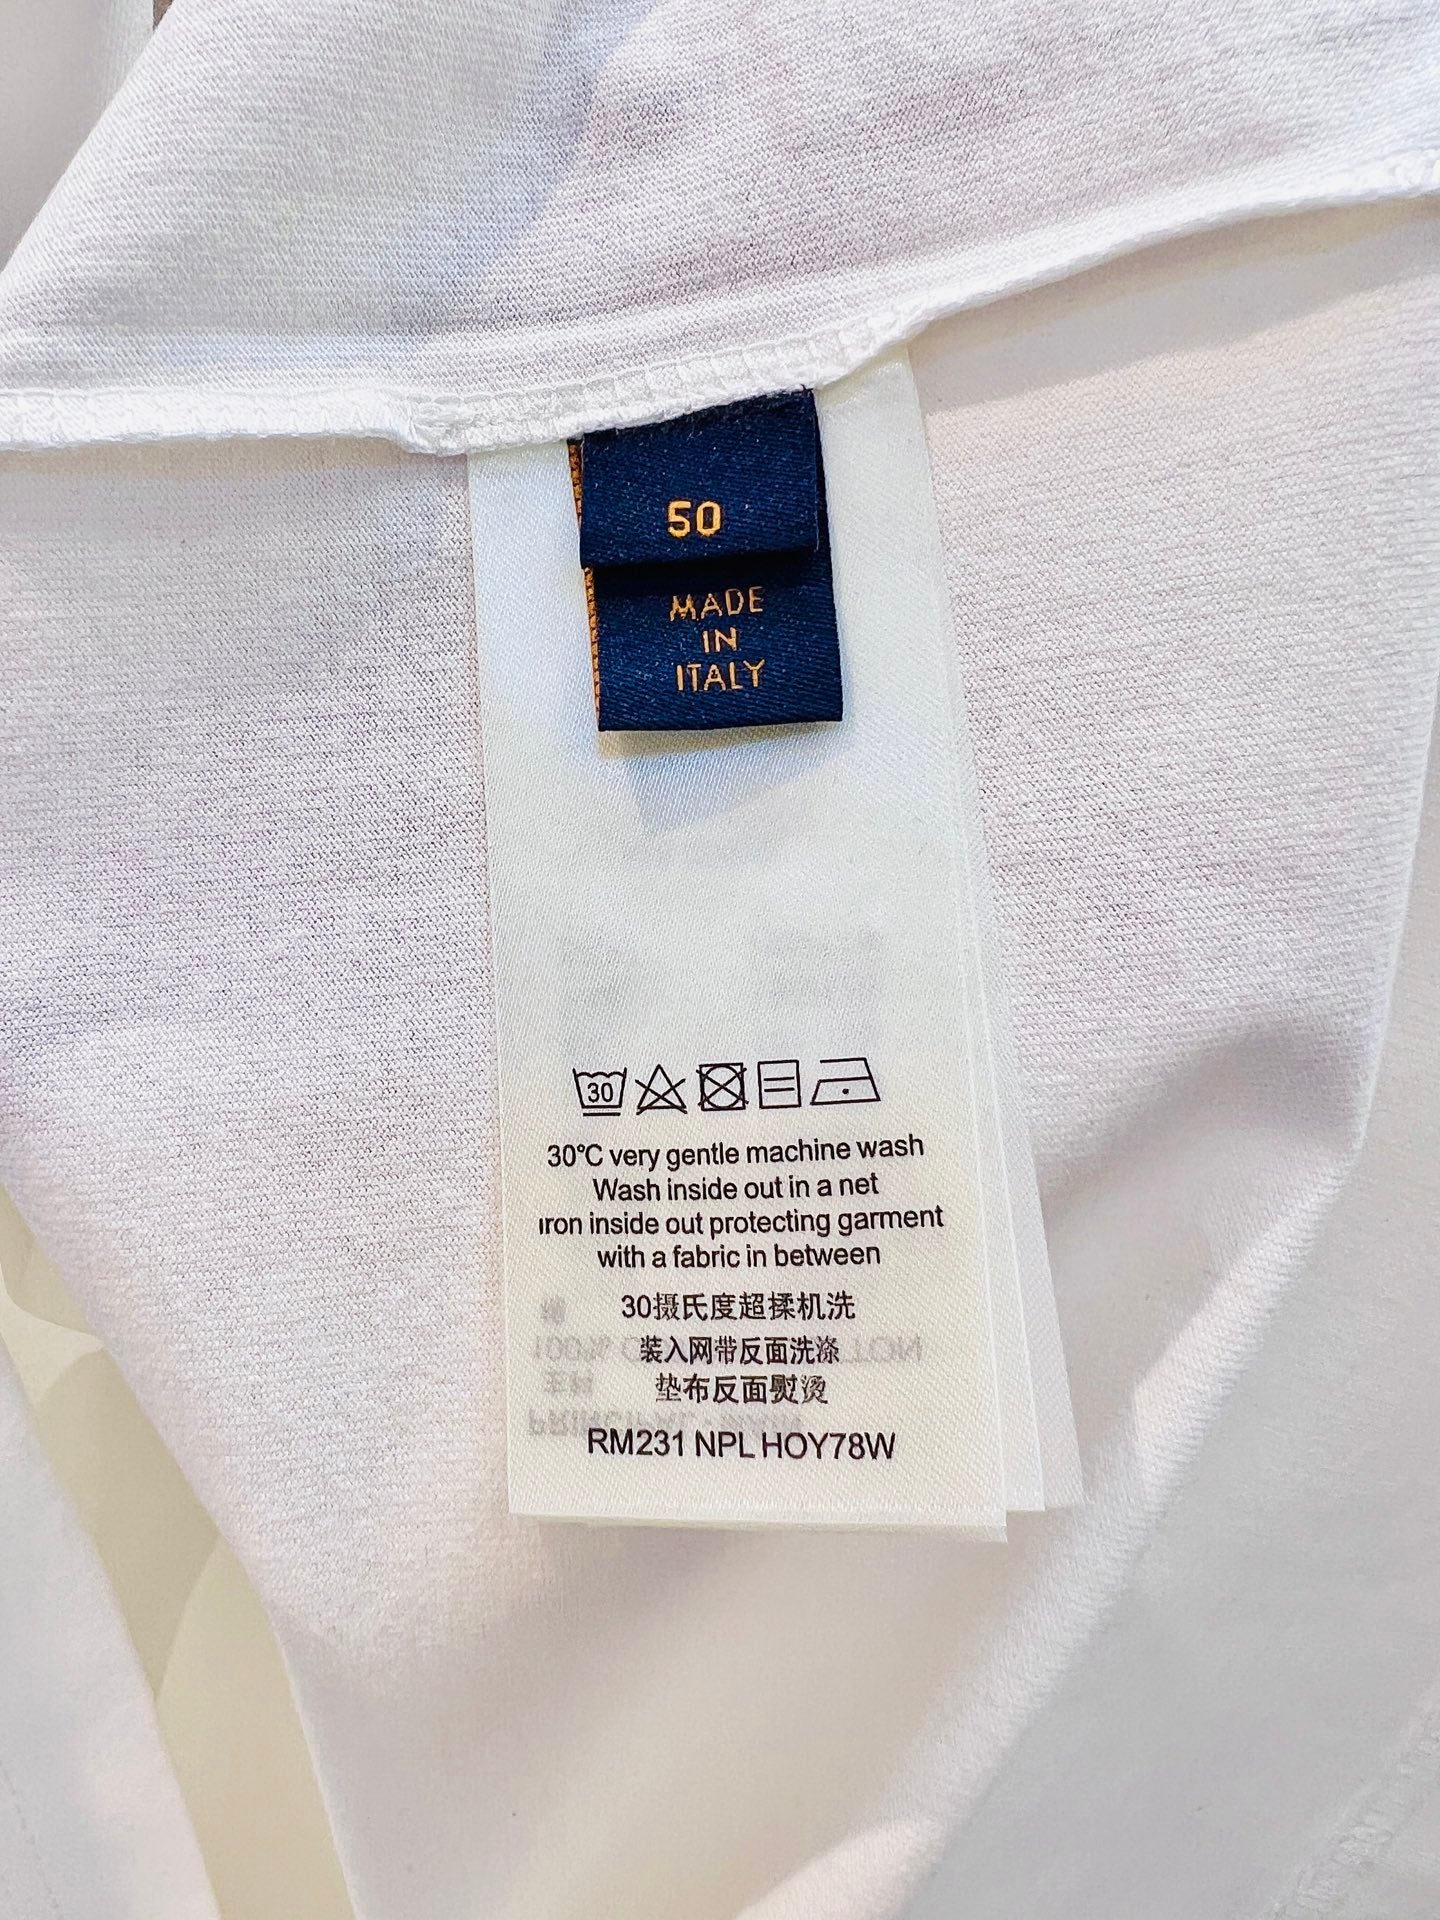 50
MADE
IN
ITALY
30
30°C very gentle machine wash
Wash inside out in a net
Iron inside out protecting garment
with a fabric in between
30摄氏度超揉机洗
装入网带反面洗涤
垫布反面熨烫
RM231 NPL HOY78W